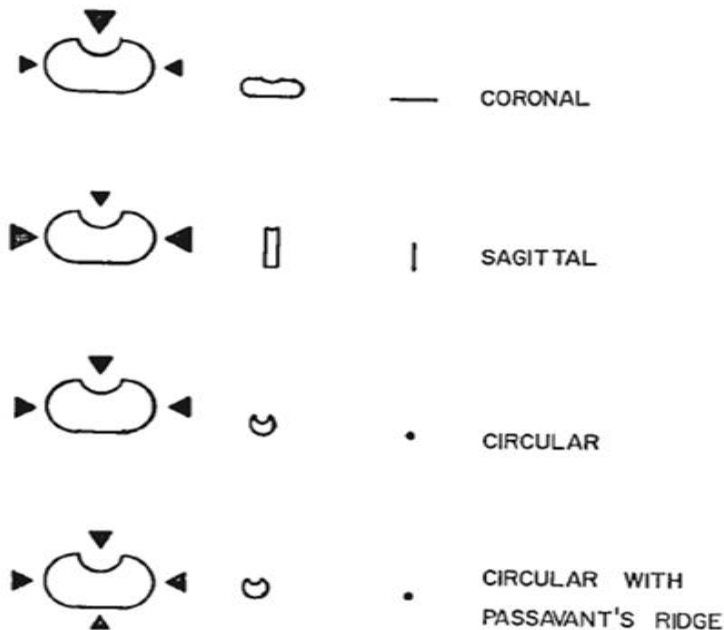 CORONAL
SAGITTAL
CIRCULAR
CIRCULAR WITH
PASSAVANT'S RIDGE